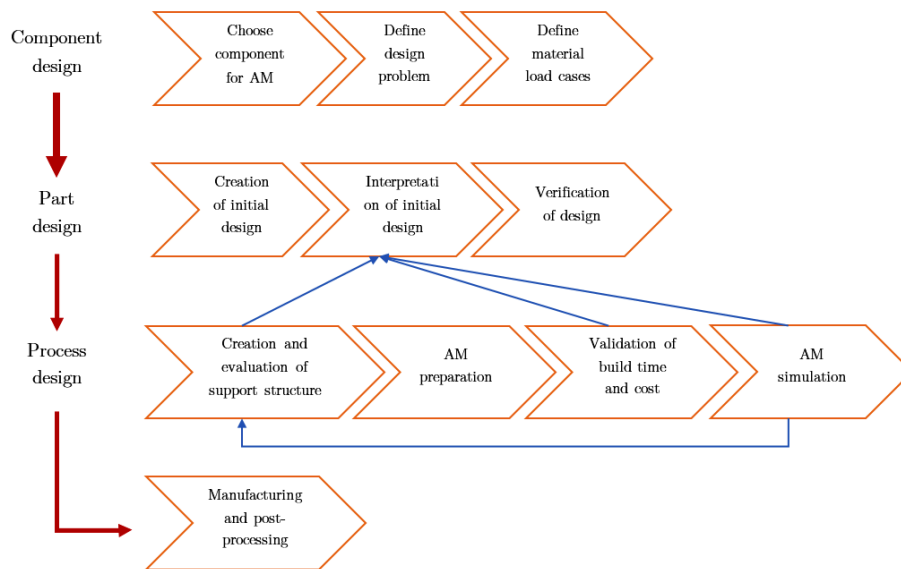 Component
design
Choose
component
for AM
Define
design
problem
Define
material
load cases
Part
design
Creation
of initial
design
Interpretati
on of initial
design
Verification
of design
Process
design
Creation and
evaluation of
support structure
AM
preparation
Validation of
build time
and cost
AM
simulation
Manufacturing
and post-
processing